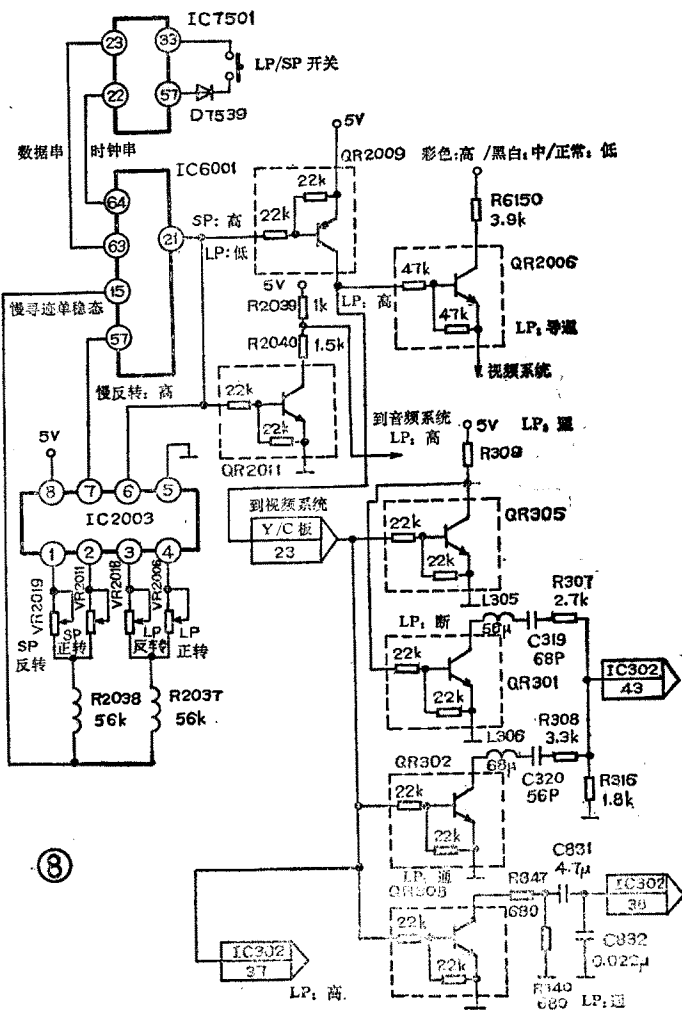 IC7501
23
33
LP/SP 开关
22
57
D7539
数据串
时钟串
IC6001
64
63
21
15
慢寻迹单稳态
57
慢反转：高
SP：高
LP：低
5V
QR2009
22k
22k
彩色:高 /黑白：中/正常：低
R6150
3.9k
QR2006
47k
47k
LP：导通
视频系统
LP：高
5V
R2039
1k
R2040
1.5k
22k
22k
QR2011
到音频系统
LP：高
5V
LP：通
R309
5V
8
7
6
5
IC2003
1
2
3
4
VR2019
VR2011
VR2018
SP
反转
SP
正转
LP
反转
LP
正转
R2038
56k
R2037
56k
到视频系统
Y/C 板
23
22k
22k
QR305
LP：断
L305
56μ
C319
68P
R307
2.7k
22k
22k
QR301
IC302
43
L306
68μ
C320
56P
R308
3.3k
R316
1.8k
QR302
22k
22k
LP：通
22k
22k
680
4.7μ
IC302
38
0.022μ
680
LP：通
IC302
37
LP：高
⑧